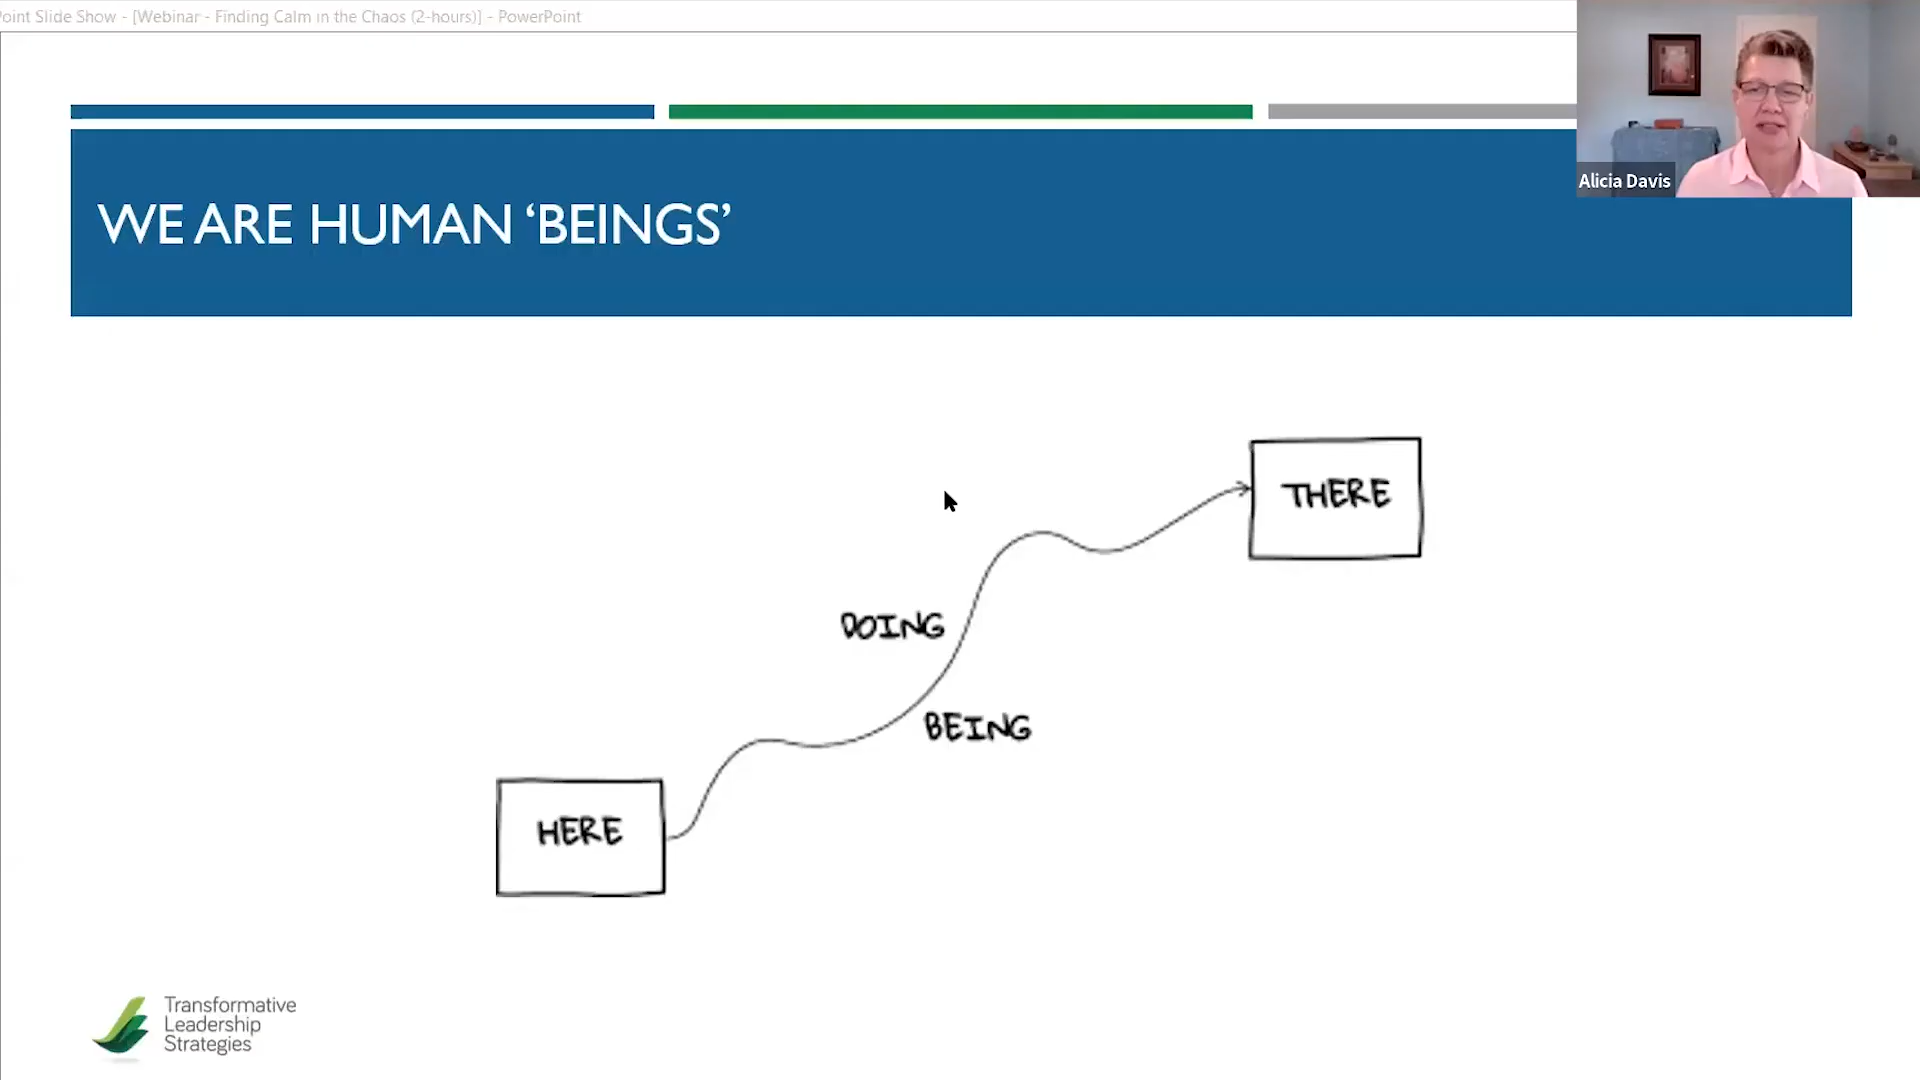 Point Slide Show - [Webinar - Finding Calm in the Chaos (2-hours)] - PowerPoint
Alicia Davis
WE ARE HUMAN ‘BEINGS’
THERE
DOING
BEING
HERE
Transformative
Leadership
Strategies